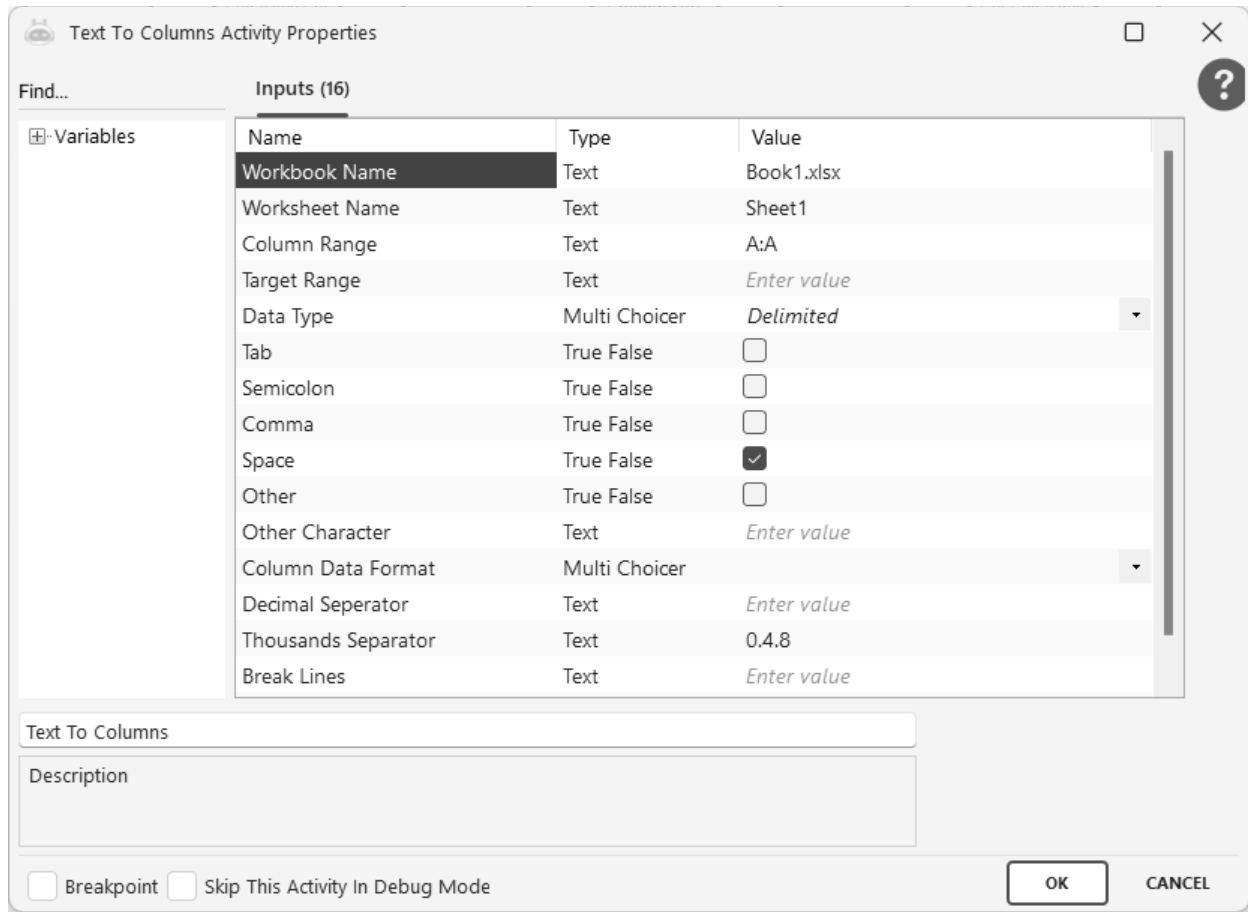 Text To Columns Activity Properties
Find...
Inputs (16)
?
Variables
Name Type Value
Workbook Name Text Book1.xlsx
Worksheet Name Text Sheet1
Column Range Text A:A
Target Range Text Enter value
Data Type Multi Choicer Delimited
Tab True False
Semicolon True False
Comma True False
Space True False
Other True False
Other Character Text Enter value
Column Data Format Multi Choicer
Decimal Seperator Text Enter value
Thousands Separator Text 0.4.8
Break Lines Text Enter value
Text To Columns
Description
Breakpoint Skip This Activity In Debug Mode OK CANCEL